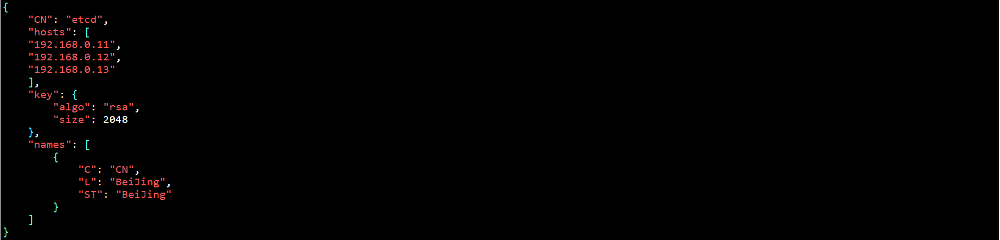 {
    "CN": "etcd",
    "hosts": [
    "192.168.0.11",
    "192.168.0.12",
    "192.168.0.13"
    ],
    "key": {
        "algo": "rsa",
        "size": 2048
    },
    "names": [
        {
            "C": "CN",
            "L": "BeiJing",
            "ST": "BeiJing"
        }
    ]
}